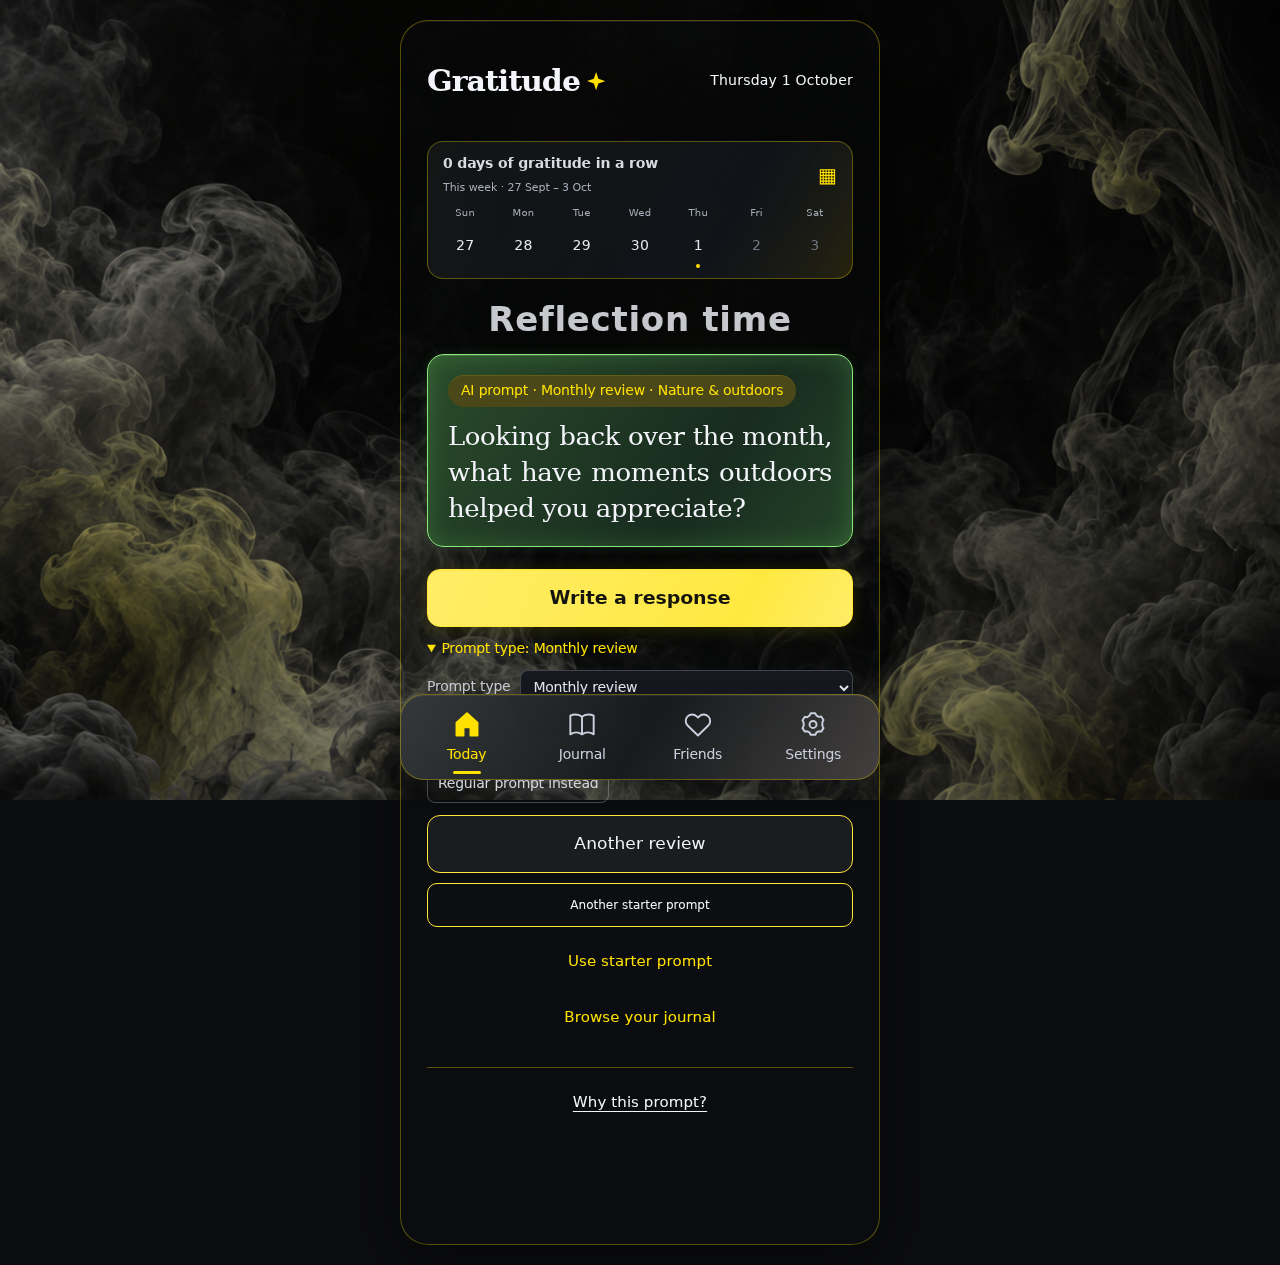 Gratitude
Thursday 1 October
0 days of gratitude in a row
This week · 27 Sept – 3 Oct
Sun Mon Tue Wed Thu Fri Sat
27 28 29 30 1 2 3
Reflection time
AI prompt · Monthly review · Nature & outdoors
Looking back over the month,
what have moments outdoors
helped you appreciate?
Write a response
▼ Prompt type: Monthly review
Prompt type Monthly review
Today Journal Friends Settings
Regular prompt instead
Another review
Another starter prompt
Use starter prompt
Browse your journal
Why this prompt?